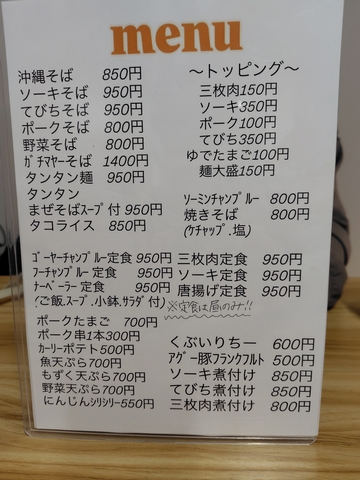 menu
沖縄そば 850円
ソーキそば 950円
てびちそば 950円
ポークそば 800円
野菜そば 800円
ｶﾞﾁﾏﾔｰそば 1400円
タンタン麺 950円
タンタン
まぜそばｽｰﾌﾟ付 950円
タコライス 850円
～トッピング～
三枚肉150円
ソーキ350円
ポーク100円
てびち350円
ゆでたまご100円
麺大盛150円
ｿｰﾐﾝﾁｬﾝﾌﾟﾙｰ 800円
焼きそば 800円
(ｹﾁｬｯﾌﾟ.塩)
ｺﾞｰﾔｰﾁｬﾝﾌﾟﾙｰ定食 950円
ﾌｰﾁｬﾝﾌﾟﾙｰ定食 950円
ﾅｰﾍﾞｰﾗｰ定食 950円
(ご飯.ｽｰﾌﾟ.小鉢.ｻﾗﾀﾞ付)
三枚肉定食 950円
ソーキ定食 950円
唐揚げ定食 950円
※定食は昼のみ!!
ポークたまご 700円
ポーク串1本300円
ｶｰﾘｰポテト500円
魚天ぷら700円
もずく天ぷら700円
野菜天ぷら700円
にんじんｼﾘｼﾘｰ550円
くぶいりちー 600円
ｱｸﾞｰ豚ﾌﾗﾝｸﾌﾙﾄ 500円
ソーキ煮付け 850円
てびち煮付け 850円
三枚肉煮付け 800円